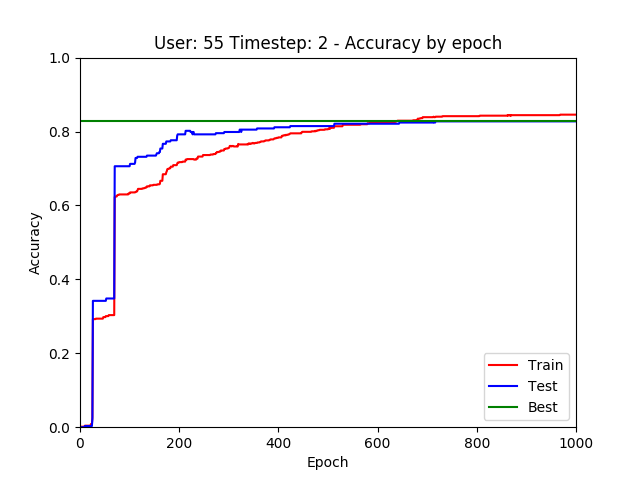 User: 55 Timestep: 2 - Accuracy by epoch
1.0
0.8
0.6
0.4
0.2
0.0
Accuracy
0 200 400 600 800 1000
Epoch
Train
Test
Best